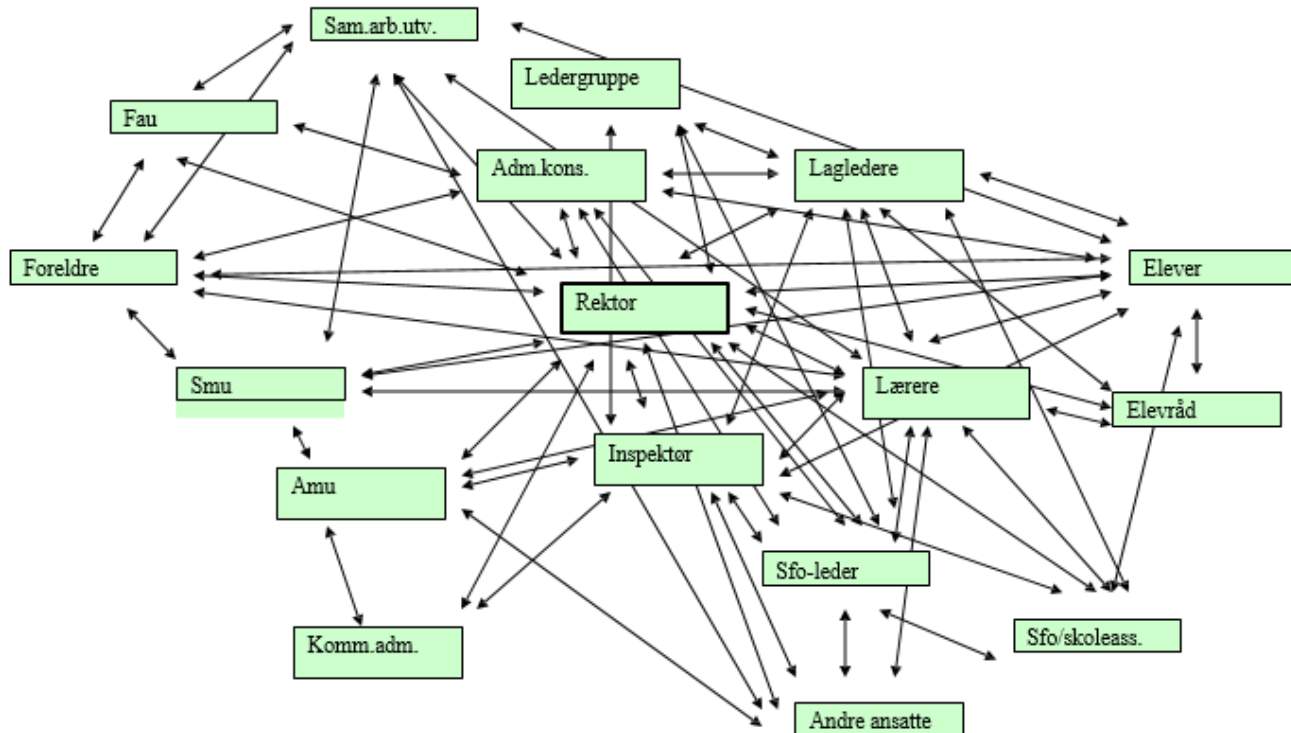 Sam.arb.utv.
Ledergruppe
Fau
Adm.kons.
Lagledere
Foreldre
Elever
Rektor
Smu
Lærere
Elevråd
Inspektør
Amu
Sfo-leder
Komm.adm.
Sfo/skoleass.
Andre ansatte